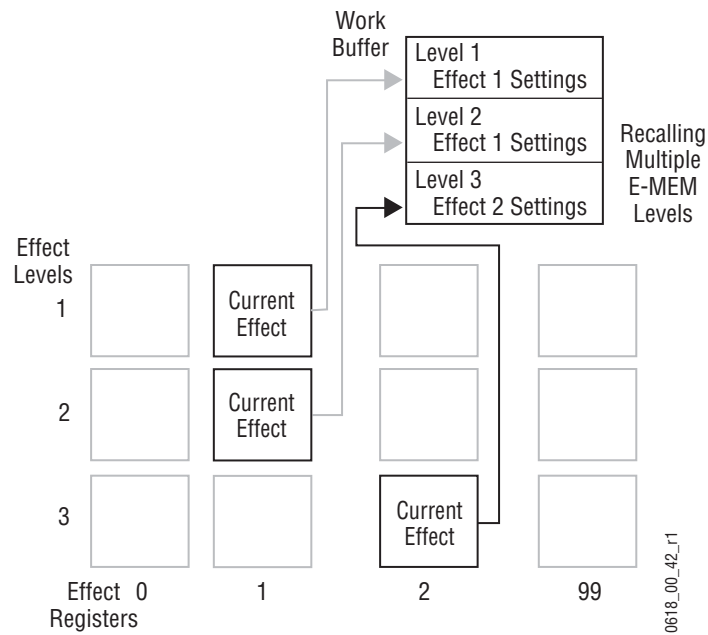 Work
Buffer
Level 1
Effect 1 Settings
Level 2
Effect 1 Settings
Level 3
Effect 2 Settings
Recalling
Multiple
E-MEM
Levels
Effect
Levels
1
Current
Effect
2
Current
Effect
3
Current
Effect
Effect 0 1 2 99
Registers
0618_00_42_r1